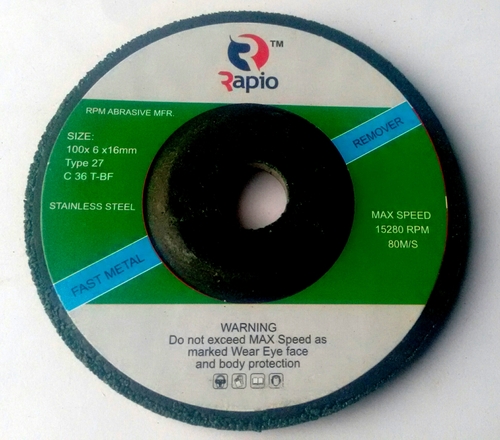 TM
Rapio
RPM ABRASIVE MFR.
SIZE:
100x 6 x16mm
Type 27
C 36 T-BF
STAINLESS STEEL
REMOVER
MAX SPEED
15280 RPM
80M/S
FAST METAL
WARNING
Do not exceed MAX Speed as
marked Wear Eye face
and body protection